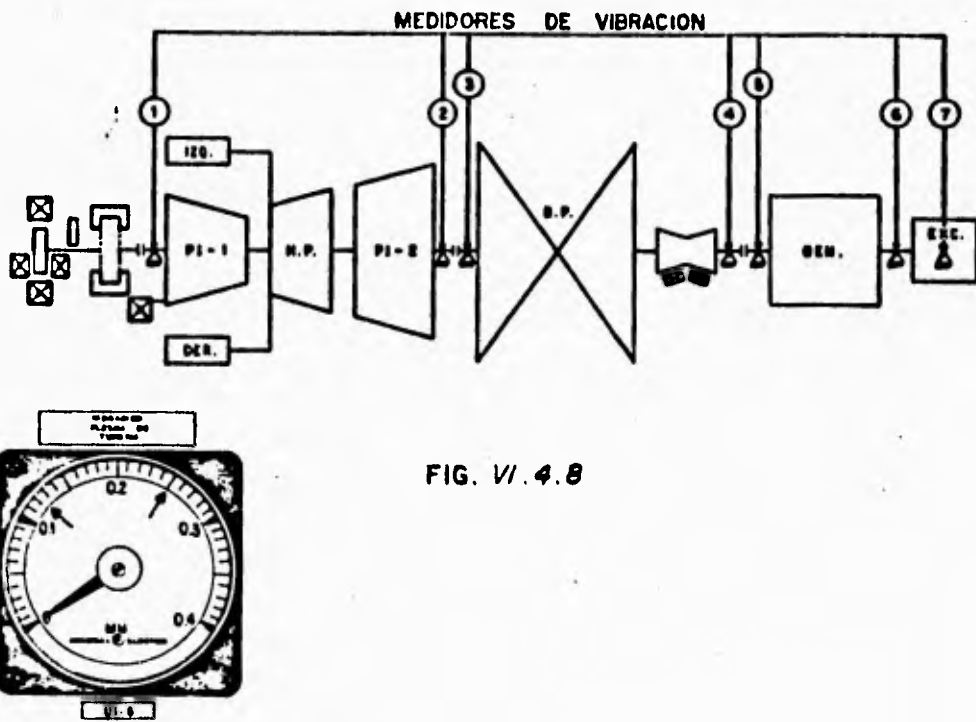 MEDIDORES DE VIBRACION
1
2
3
4
5
6
7
IZQ.
PI-1
H.P.
PI-2
B.P.
GEN.
EXC.
DER.
FIG. VI.4.8
0
0.1
0.2
0.3
0.4
MM